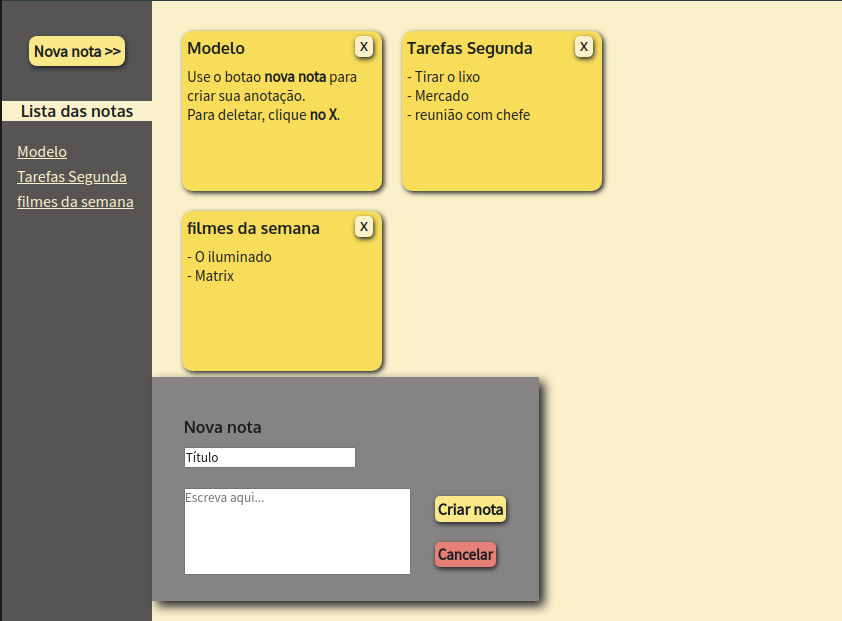 Nova nota >>
Lista das notas
Modelo
Tarefas Segunda
filmes da semana
Modelo
X
Use o botao nova nota para
criar sua anotação.
Para deletar, clique no X.
Tarefas Segunda
X
- Tirar o lixo
- Mercado
- reunião com chefe
filmes da semana
X
- O iluminado
- Matrix
Nova nota
Título
Escreva aqui...
Criar nota
Cancelar